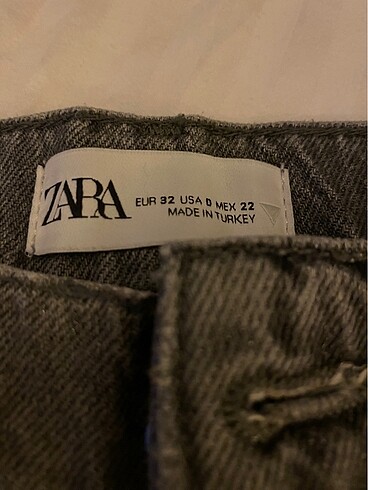 ZARA
EUR 32 USA 0 MEX 22
MADE IN TURKEY